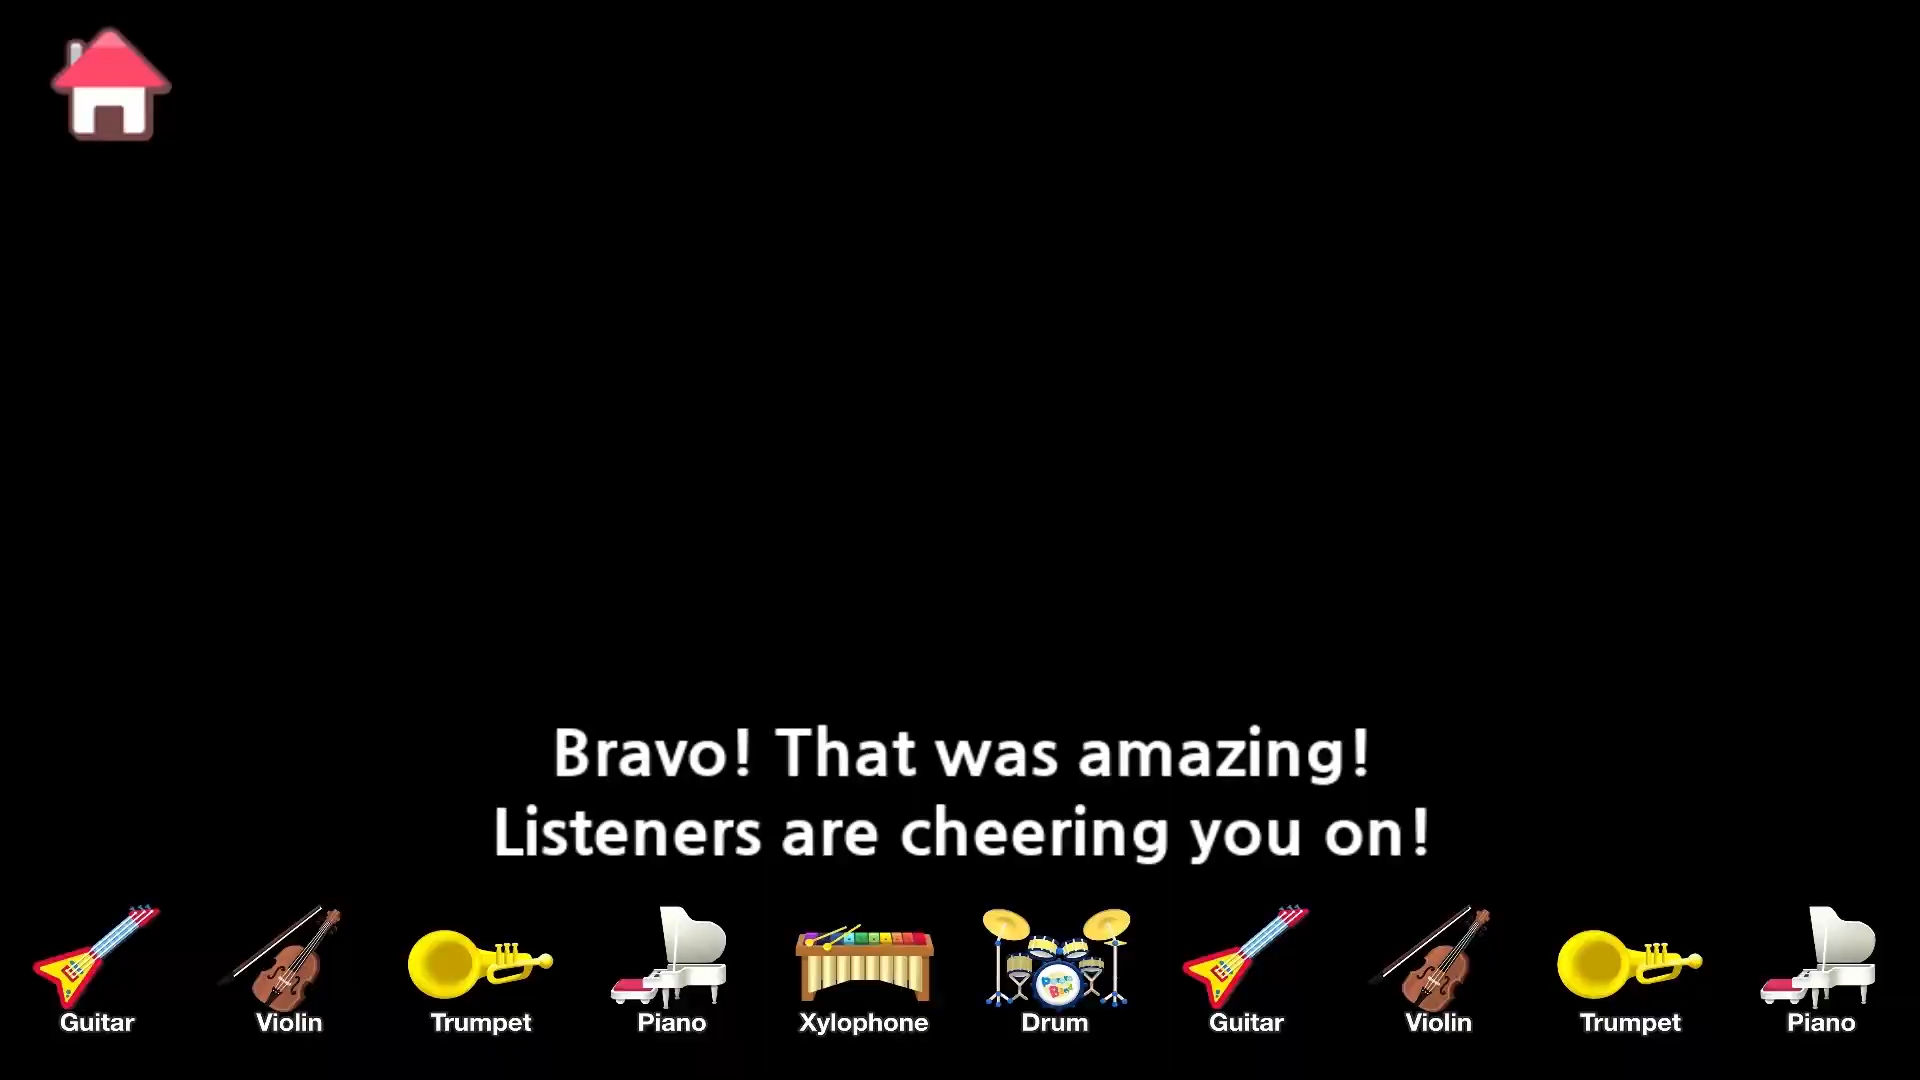 Bravo! That was amazing!
Listeners are cheering you on!
Guitar Violin Trumpet Piano Xylophone Drum Guitar Violin Trumpet Piano